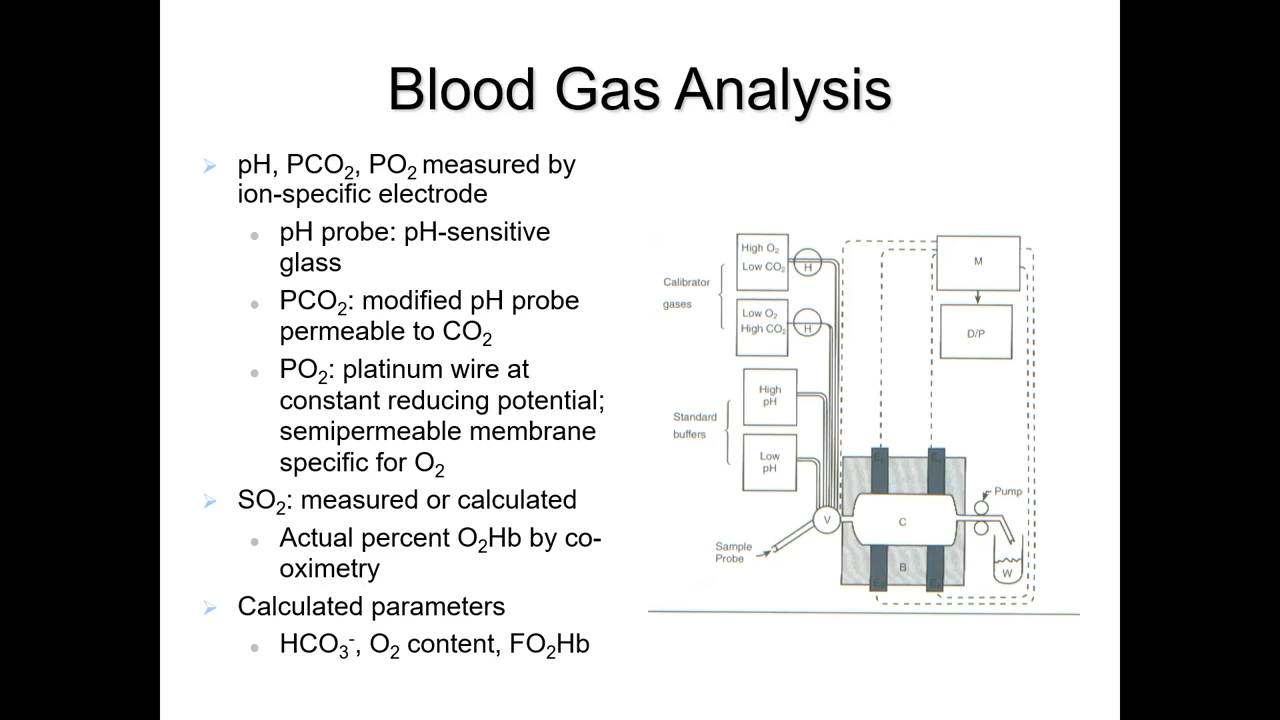 Blood Gas Analysis
pH, PCO₂, PO₂ measured by
ion-specific electrode
pH probe: pH-sensitive
glass
PCO₂: modified pH probe
permeable to CO₂
PO₂: platinum wire at
constant reducing potential;
semipermeable membrane
specific for O₂
SO₂: measured or calculated
Actual percent O₂Hb by co-
oximetry
Calculated parameters
HCO₃⁻, O₂ content, FO₂Hb
High O₂
Low CO₂
H
Calibrator
gases
Low O₂
High CO₂
H
M
D/P
High
pH
Standard
buffers
Low
pH
V
Sample
Probe
C
B
Pump
W